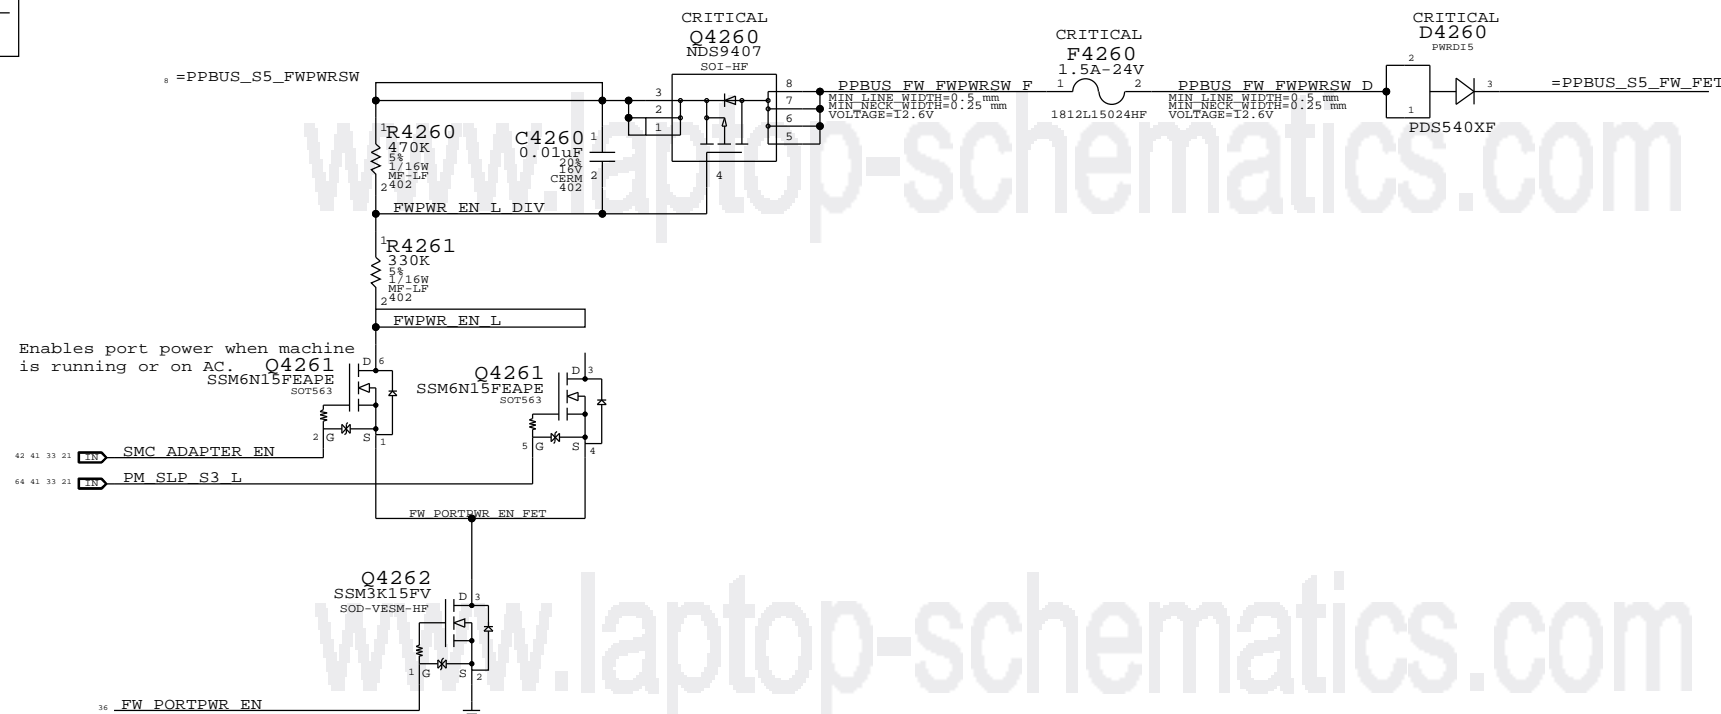 CRITICAL
Q4260
NDS9407
SOI-HF
8 =PPBUS_S5_FWPWRSW
3
2
1
8
7
6
5
4
PPBUS_FW_FWPWRSW_F
MIN_LINE_WIDTH=0.5 mm
MIN_NECK_WIDTH=0.25 mm
VOLTAGE=12.6V
CRITICAL
F4260
1.5A-24V
1 2
1812L15024HF
PPBUS_FW_FWPWRSW_D
MIN_LINE_WIDTH=0.5 mm
MIN_NECK_WIDTH=0.25 mm
VOLTAGE=12.6V
CRITICAL
D4260
PWRDI5
2
1
3
PDS540XF
=PPBUS_S5_FW_FET
1
R4260
470K
5%
1/16W
MF-LF
402
2
C4260
0.01uF
20%
16V
CERM
402
1
2
FWPWR_EN_L_DIV
1
R4261
330K
5%
1/16W
MF-LF
402
2
FWPWR_EN_L
Enables port power when machine
is running or on AC.
Q4261
SSM6N15FEAPE
SOT563
D 6
2 G S 1
Q4261
SSM6N15FEAPE
SOT563
D 3
5 G S 4
42 41 33 21 IN SMC_ADAPTER_EN
64 41 33 21 IN PM_SLP_S3_L
FW_PORTPWR_EN_FET
Q4262
SSM3K15FV
SOD-VESM-HF
D 3
1 G S 2
36 FW_PORTPWR_EN
www.laptop-schematics.com
www.laptop-schematics.com